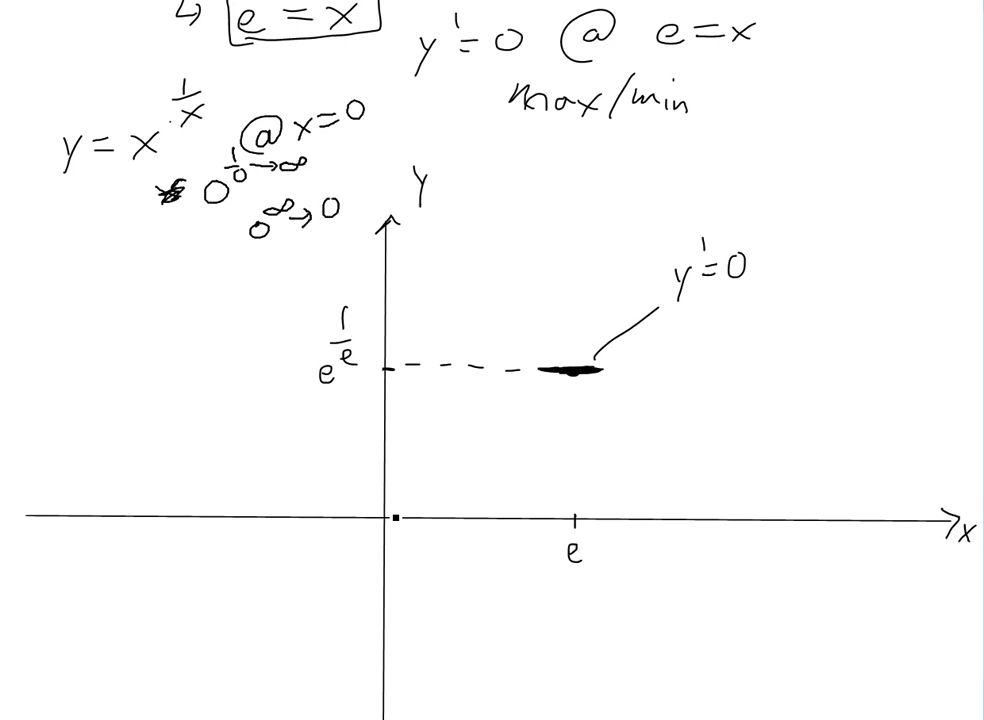 ↳ e = x
y' = 0 @ e = x
max/min
y = x^(1/x) @ x = 0
0^(1/0) → ∞
0^∞ → 0
Y
y' = 0
e^(1/e)
e
x